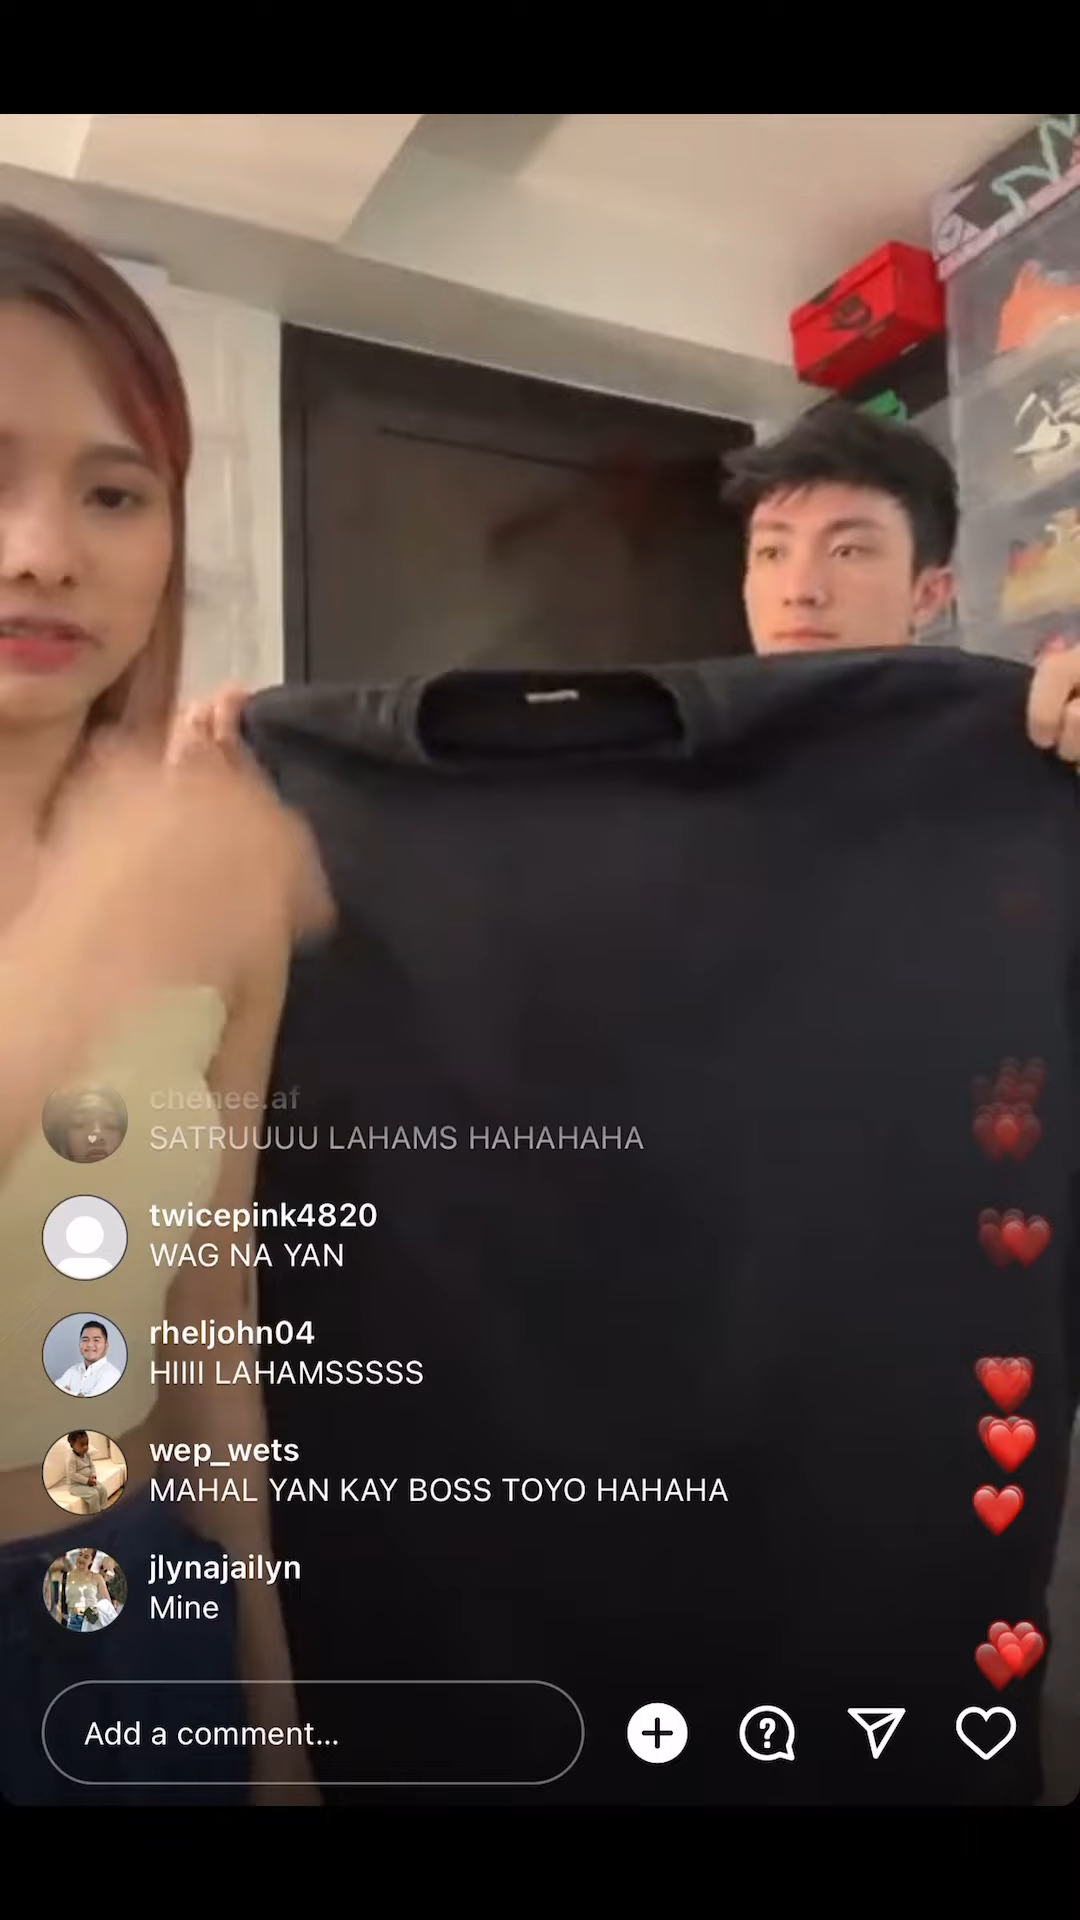 chenee.af
SATRUUUU LAHAMS HAHAHAHA
twicepink4820
WAG NA YAN
rheljohn04
HIIII LAHAMSSSSS
wep_wets
MAHAL YAN KAY BOSS TOYO HAHAHA
jlynajailyn
Mine
Add a comment...